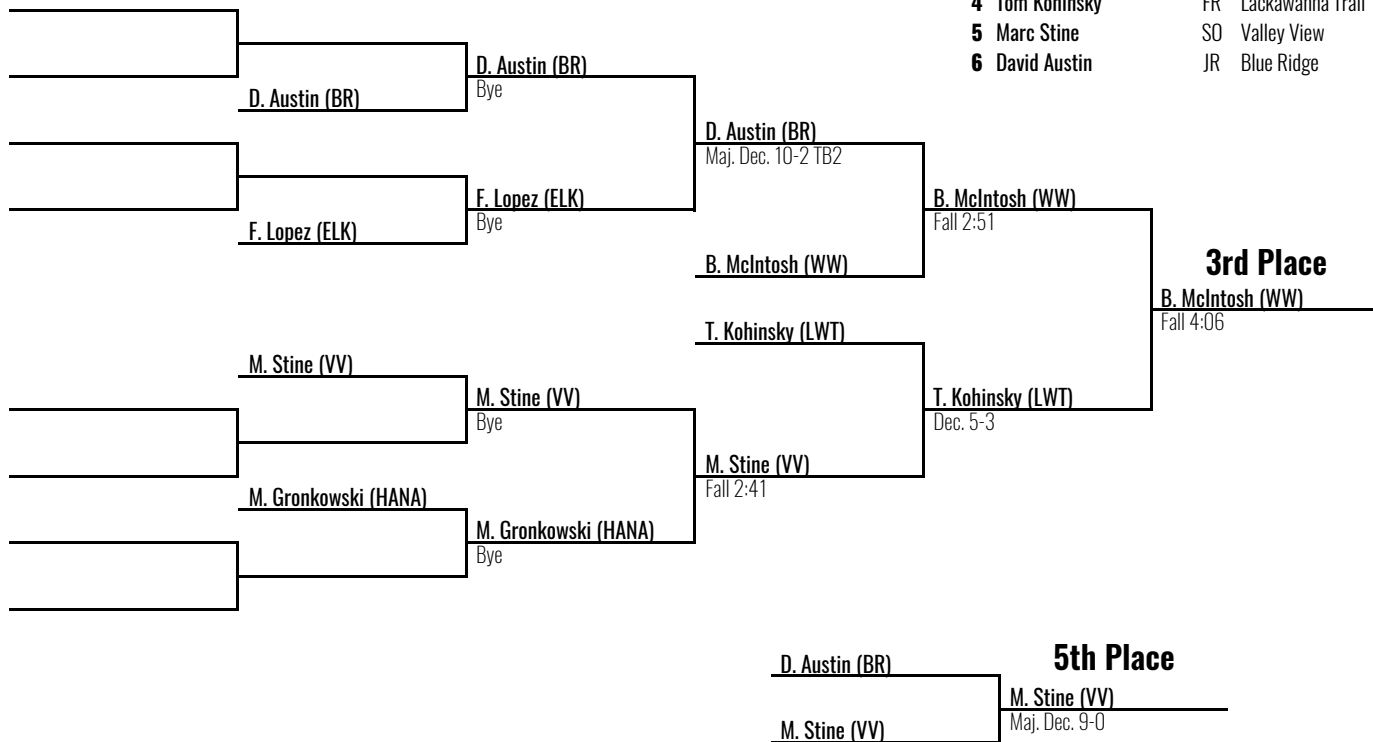 4 Tom Kohinsky FR Lackawanna Trail
5 Marc Stine SO Valley View
6 David Austin JR Blue Ridge
D. Austin (BR)
Bye
D. Austin (BR)
D. Austin (BR)
Maj. Dec. 10-2 TB2
F. Lopez (ELK)
Bye
F. Lopez (ELK)
B. McIntosh (WW)
Fall 2:51
B. McIntosh (WW)
3rd Place
B. McIntosh (WW)
Fall 4:06
T. Kohinsky (LWT)
M. Stine (VV)
M. Stine (VV)
Bye
T. Kohinsky (LWT)
Dec. 5-3
M. Stine (VV)
Fall 2:41
M. Gronkowski (HANA)
M. Gronkowski (HANA)
Bye
5th Place
D. Austin (BR)
M. Stine (VV)
Maj. Dec. 9-0
M. Stine (VV)